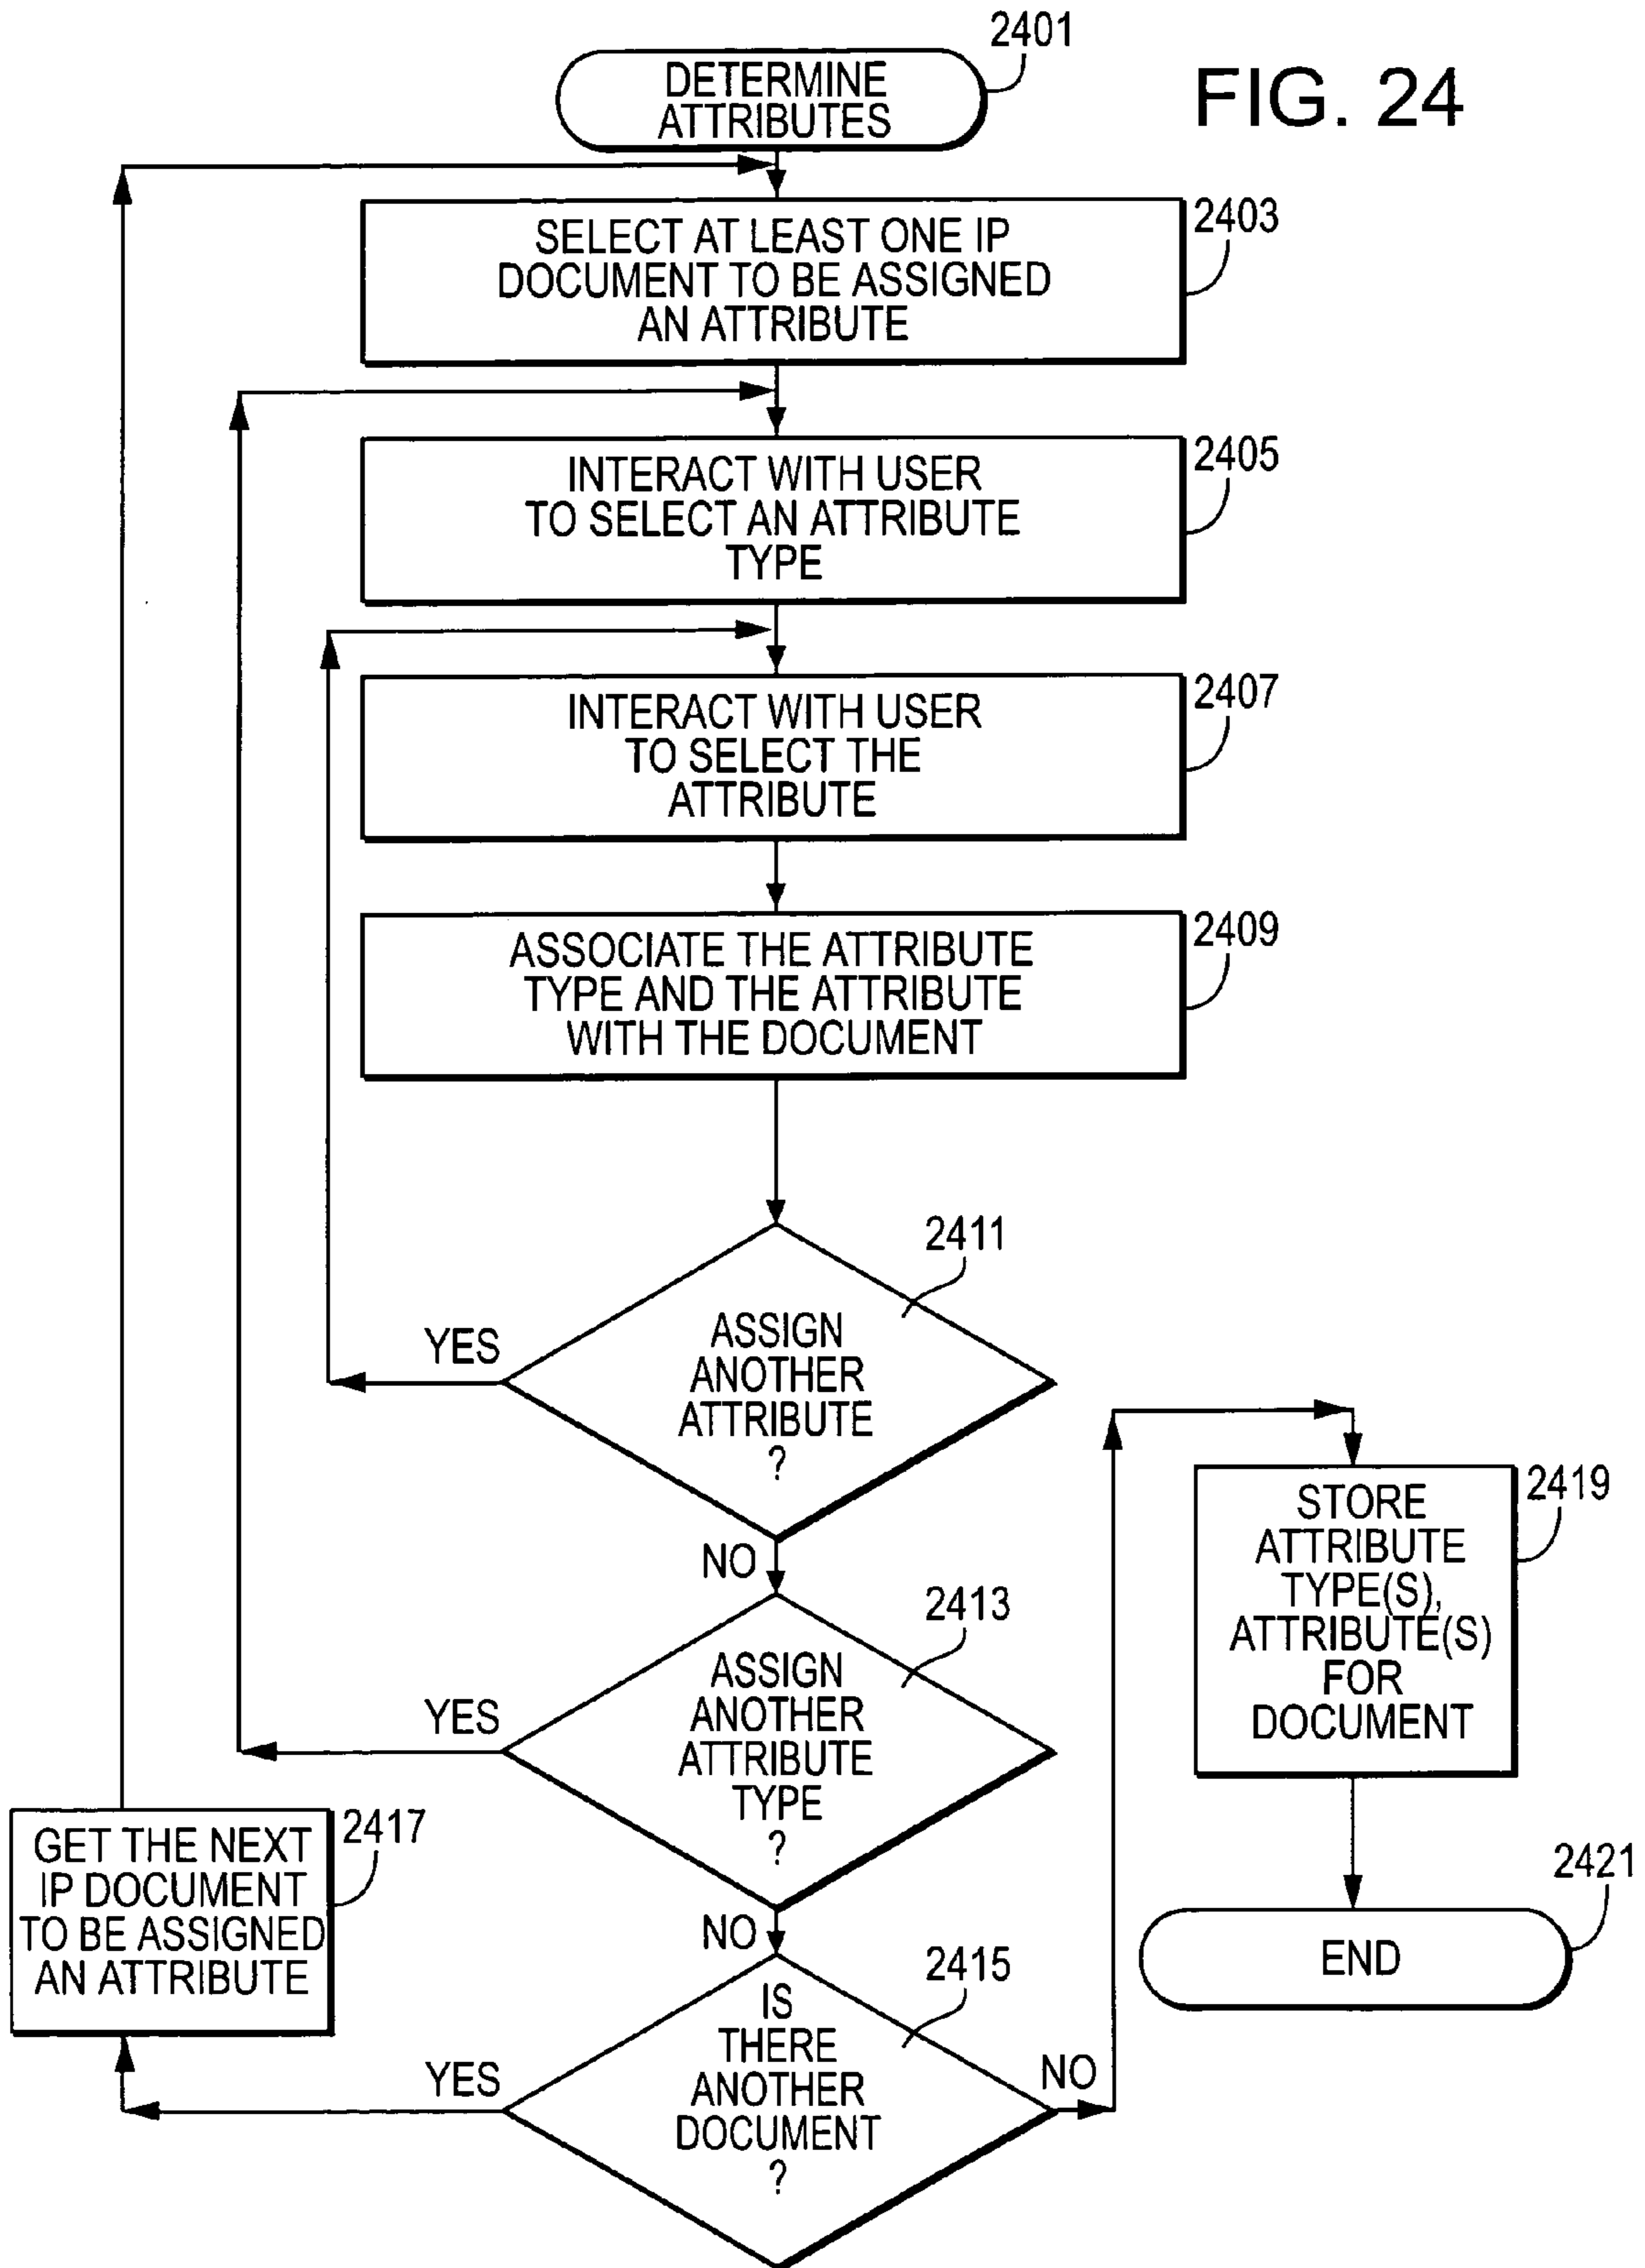 2401
DETERMINE
ATTRIBUTES
FIG. 24
2403
SELECT AT LEAST ONE IP
DOCUMENT TO BE ASSIGNED
AN ATTRIBUTE
2405
INTERACT WITH USER
TO SELECT AN ATTRIBUTE
TYPE
2407
INTERACT WITH USER
TO SELECT THE
ATTRIBUTE
2409
ASSOCIATE THE ATTRIBUTE
TYPE AND THE ATTRIBUTE
WITH THE DOCUMENT
2411
YES
ASSIGN
ANOTHER
ATTRIBUTE
?
NO
2413
YES
ASSIGN
ANOTHER
ATTRIBUTE
TYPE
?
NO
2417
GET THE NEXT
IP DOCUMENT
TO BE ASSIGNED
AN ATTRIBUTE
2415
YES
IS
THERE
ANOTHER
DOCUMENT
?
NO
2419
STORE
ATTRIBUTE
TYPE(S),
ATTRIBUTE(S)
FOR
DOCUMENT
2421
END